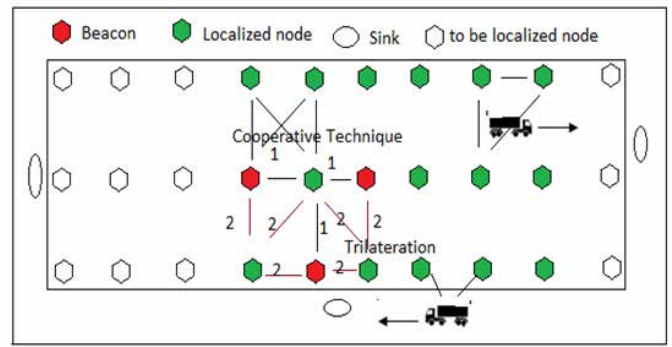 Beacon Localized node Sink to be localized node
Cooperative Technique
1 1
2 2 1 2 2
Trilateration
2 2